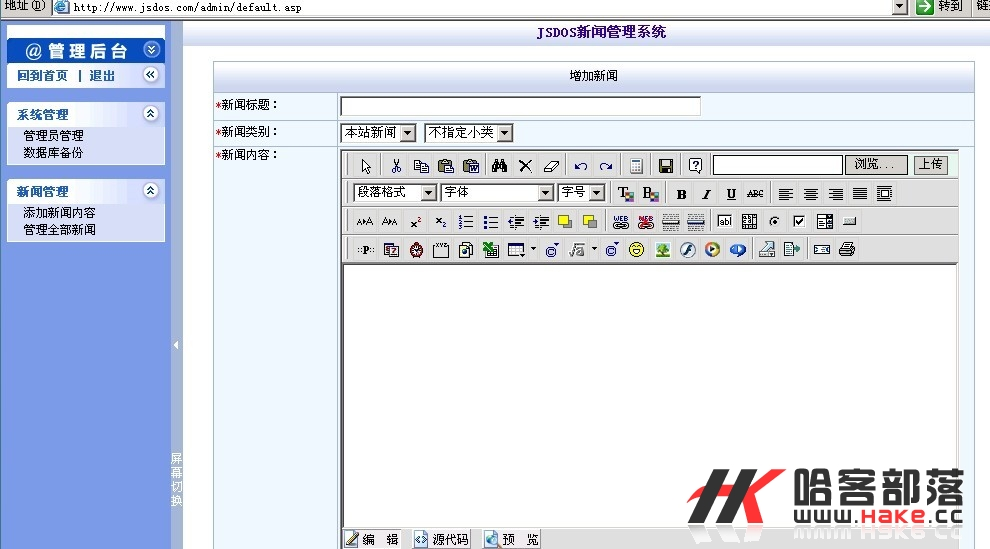 地址(D) http://www.jsdos.com/admin/default.asp 转到
@管理后台
回到首页 | 退出
系统管理
管理员管理
数据库备份
新闻管理
添加新闻内容
管理全部新闻
屏幕切换
JSDOS新闻管理系统
增加新闻
*新闻标题：
*新闻类别： 本站新闻 不指定小类
*新闻内容：
浏览... 上传
段落格式 字体 字号 B I U ABC
编 辑 源代码 预 览
哈客部落
www.HaKe.cc